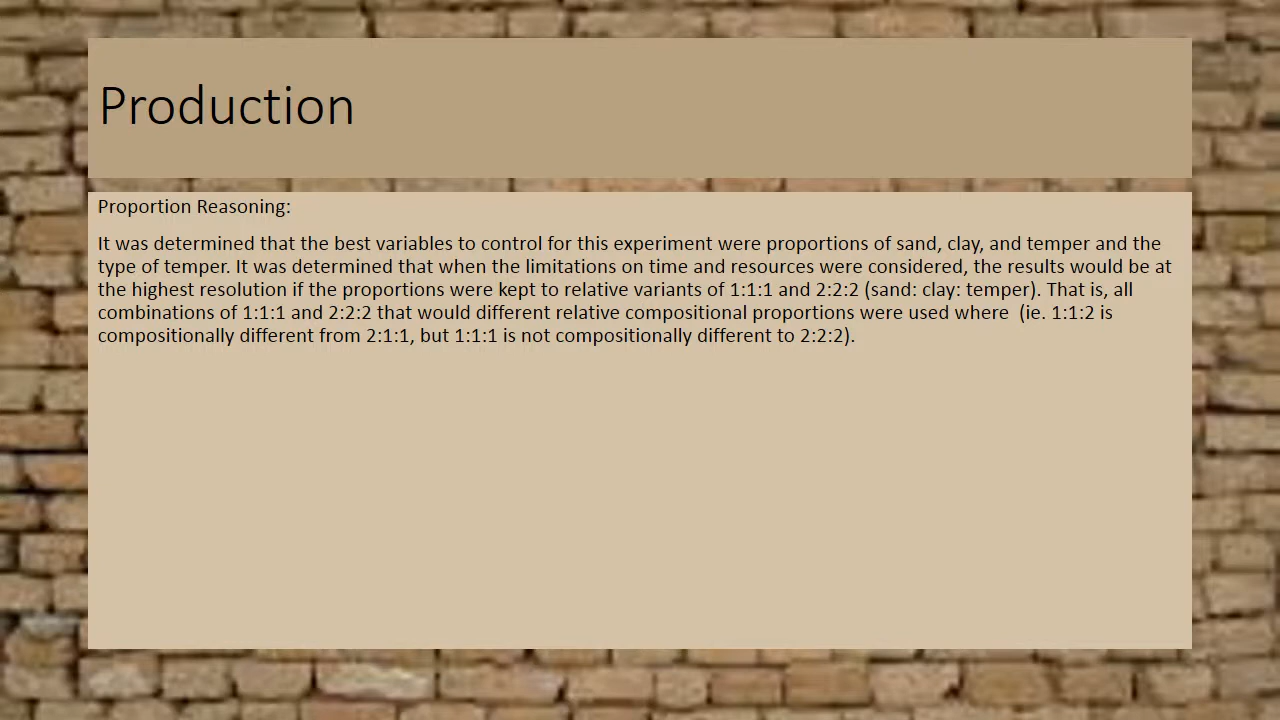 Production
Proportion Reasoning:
It was determined that the best variables to control for this experiment were proportions of sand, clay, and temper and the
type of temper. It was determined that when the limitations on time and resources were considered, the results would be at
the highest resolution if the proportions were kept to relative variants of 1:1:1 and 2:2:2 (sand: clay: temper). That is, all
combinations of 1:1:1 and 2:2:2 that would different relative compositional proportions were used where  (ie. 1:1:2 is
compositionally different from 2:1:1, but 1:1:1 is not compositionally different to 2:2:2).